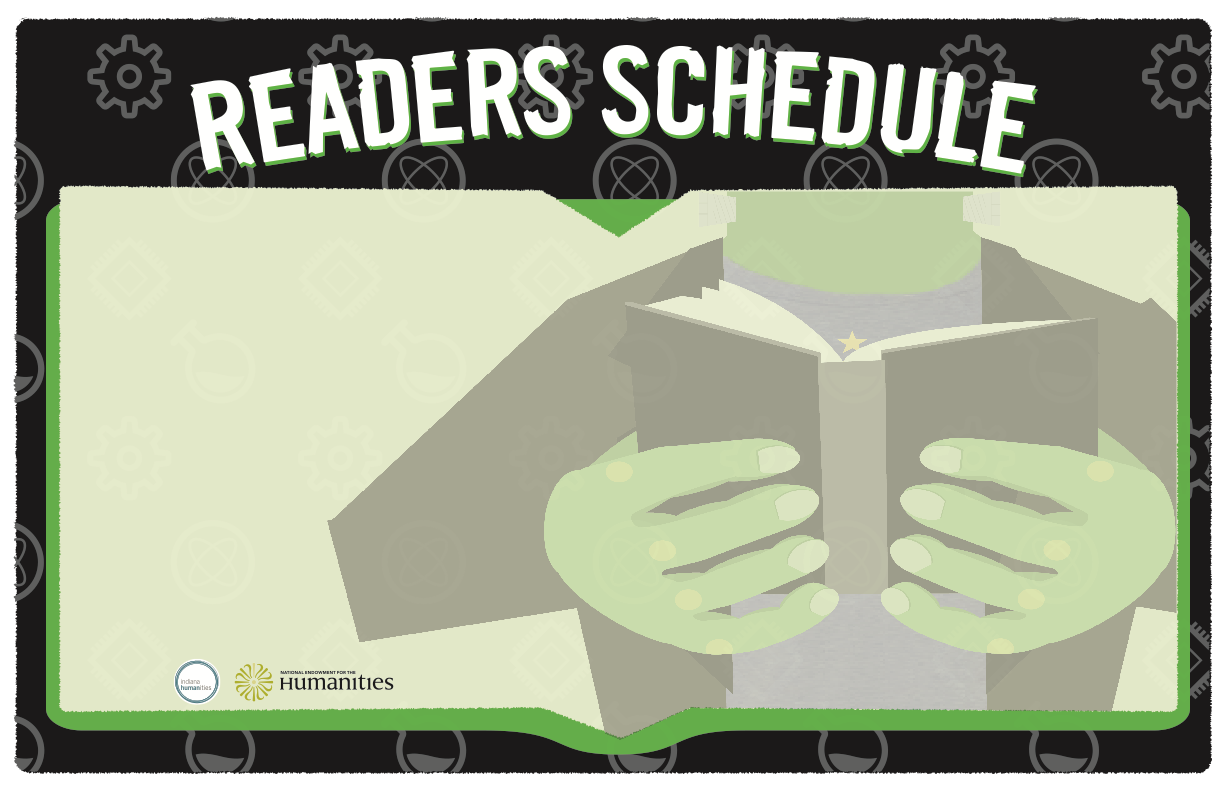 READERS SCHEDULE
indiana
humanities
NATIONAL ENDOWMENT FOR THE
Humanities